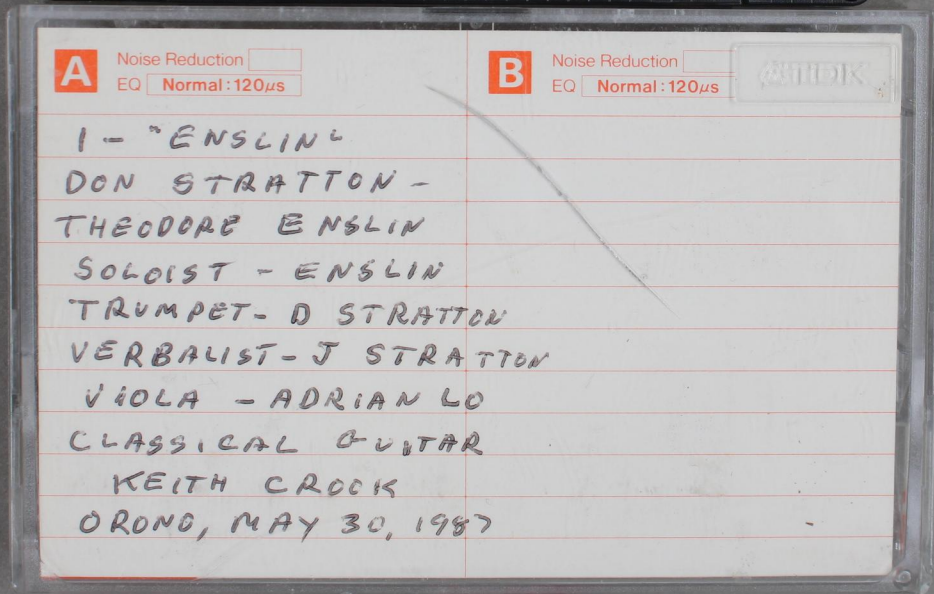 A Noise Reduction
EQ Normal : 120μs
B Noise Reduction
EQ Normal : 120μs
1 - "ENSLIN"
DON STRATTON -
THEODORE ENSLIN
SOLOIST - ENSLIN
TRUMPET - D STRATTON
VERBALIST - J STRATTON
VIOLA - ADRIAN LO
CLASSICAL GUITAR
KEITH CROOK
ORONO, MAY 30, 1987